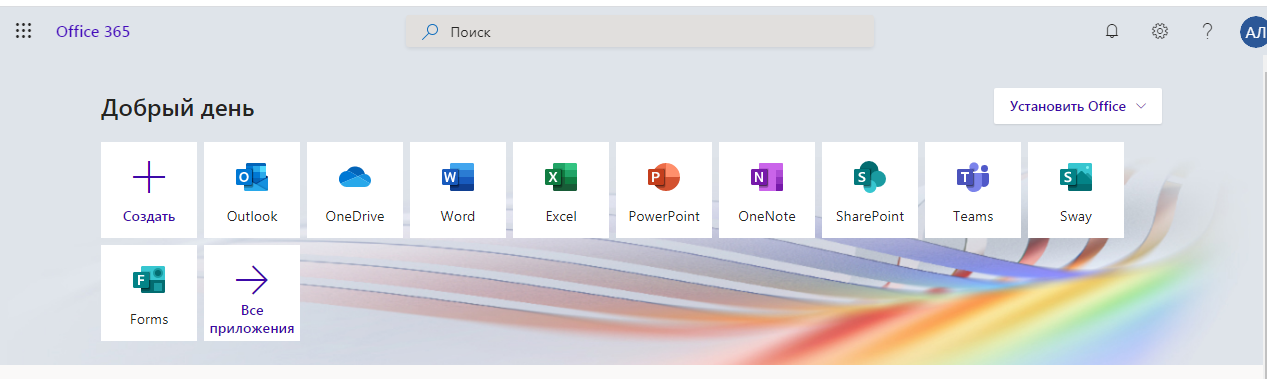 Office 365
Поиск
АЛ
Добрый день
Установить Office
Создать
Outlook
OneDrive
Word
Excel
PowerPoint
OneNote
SharePoint
Teams
Sway
Forms
Все
приложения